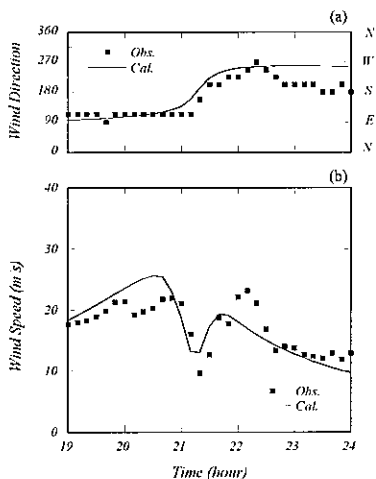 (a)
360
270
180
90
0
Wind Direction
Obs.
Cal.
N
W
S
E
N
(b)
40
30
20
10
0
Wind Speed (m/s)
Obs.
Cal.
19 20 21 22 23 24
Time (hour)